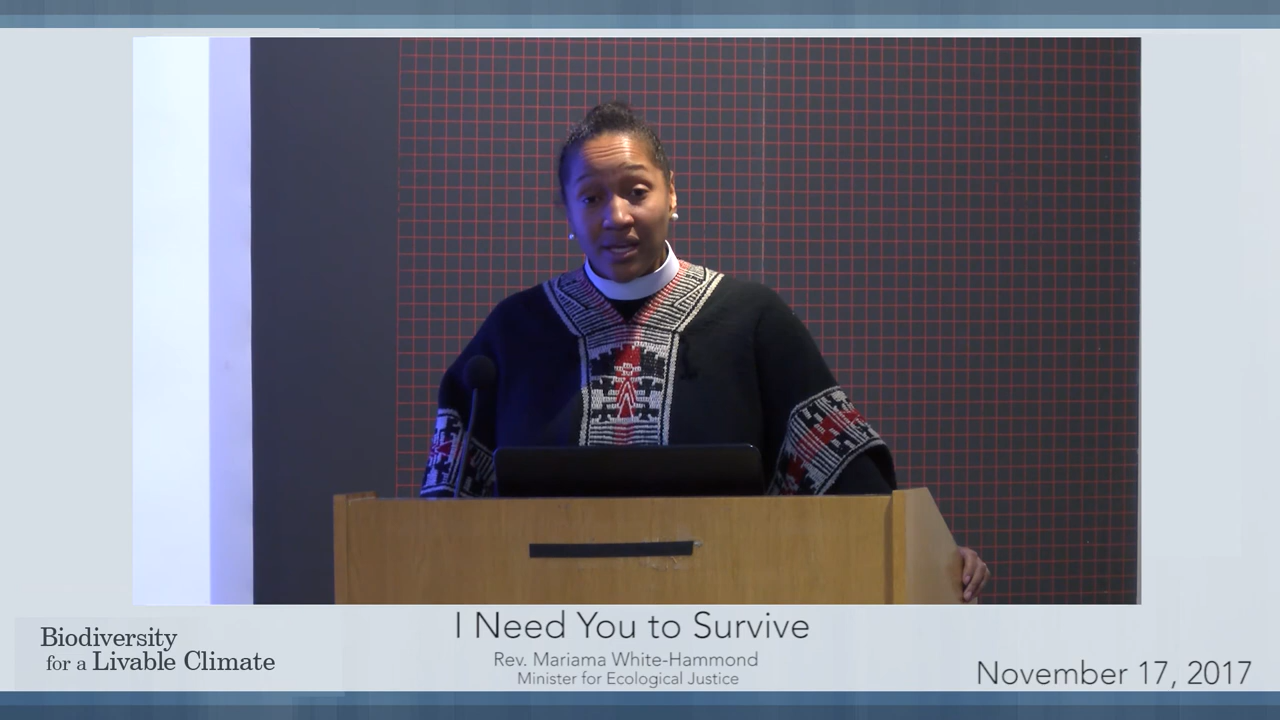 I Need You to Survive
Biodiversity
for a Livable Climate
Rev. Mariama White-Hammond
Minister for Ecological Justice
November 17, 2017